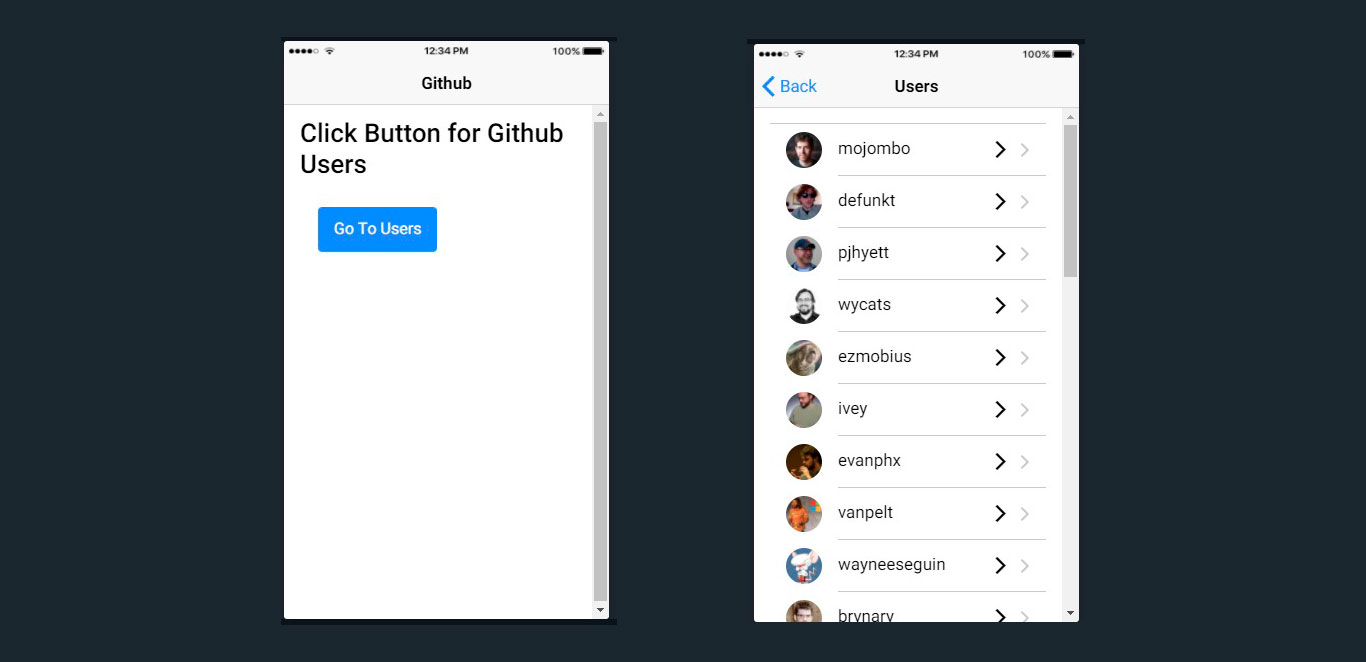 12:34 PM 100%
Github
Click Button for Github
Users
Go To Users
12:34 PM 100%
Back Users
mojombo
defunkt
pjhyett
wycats
ezmobius
ivey
evanphx
vanpelt
wayneeseguin
brynary